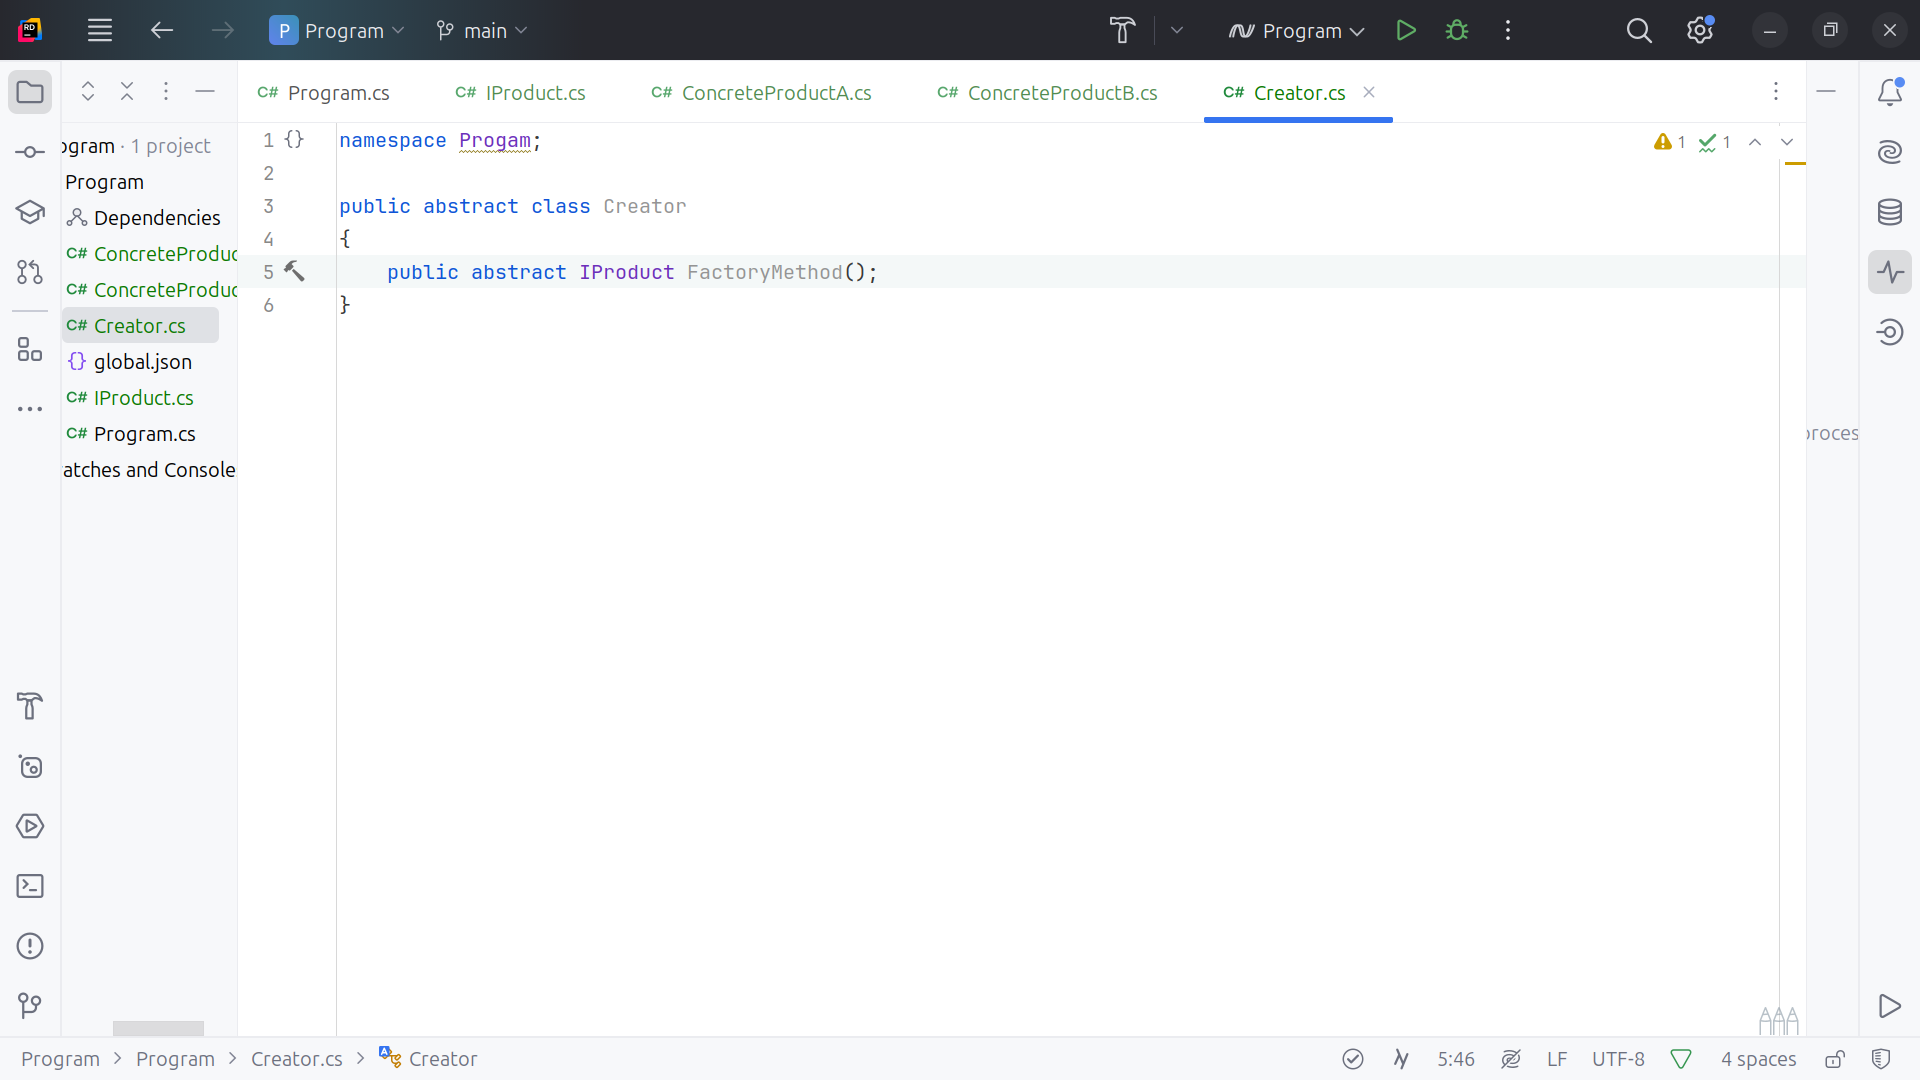 RD
P Program
main
Program
C# Program.cs
C# IProduct.cs
C# ConcreteProductA.cs
C# ConcreteProductB.cs
C# Creator.cs
ogram · 1 project
Program
Dependencies
C# ConcreteProduc
C# ConcreteProduc
C# Creator.cs
{} global.json
C# IProduct.cs
C# Program.cs
atches and Console
1 {} namespace Progam;
2
3 public abstract class Creator
4 {
5 public abstract IProduct FactoryMethod();
6 }
1 1
proces
Program > Program > Creator.cs > Creator
5:46
LF
UTF-8
4 spaces